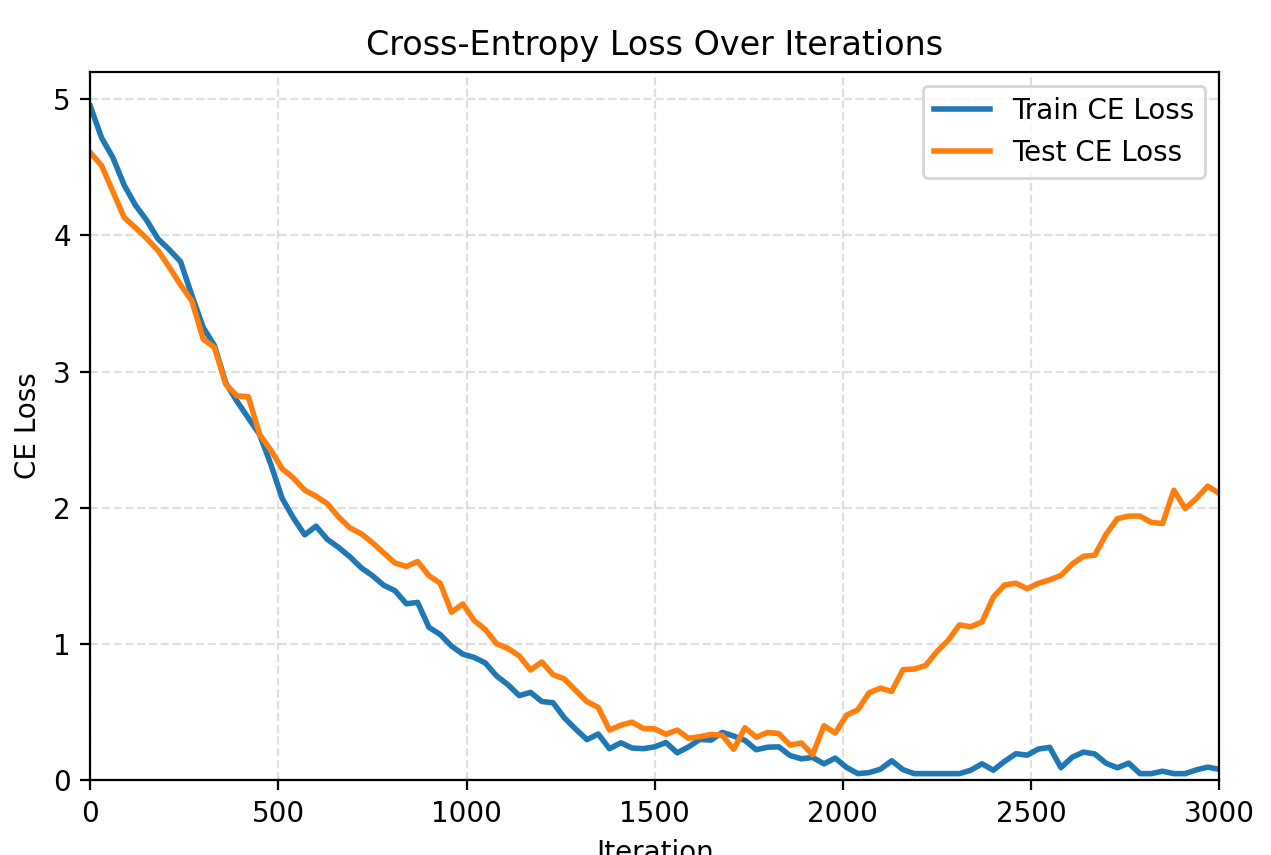 Cross-Entropy Loss Over Iterations
Train CE Loss
Test CE Loss
CE Loss
5
4
3
2
1
0
0 500 1000 1500 2000 2500 3000
Iteration